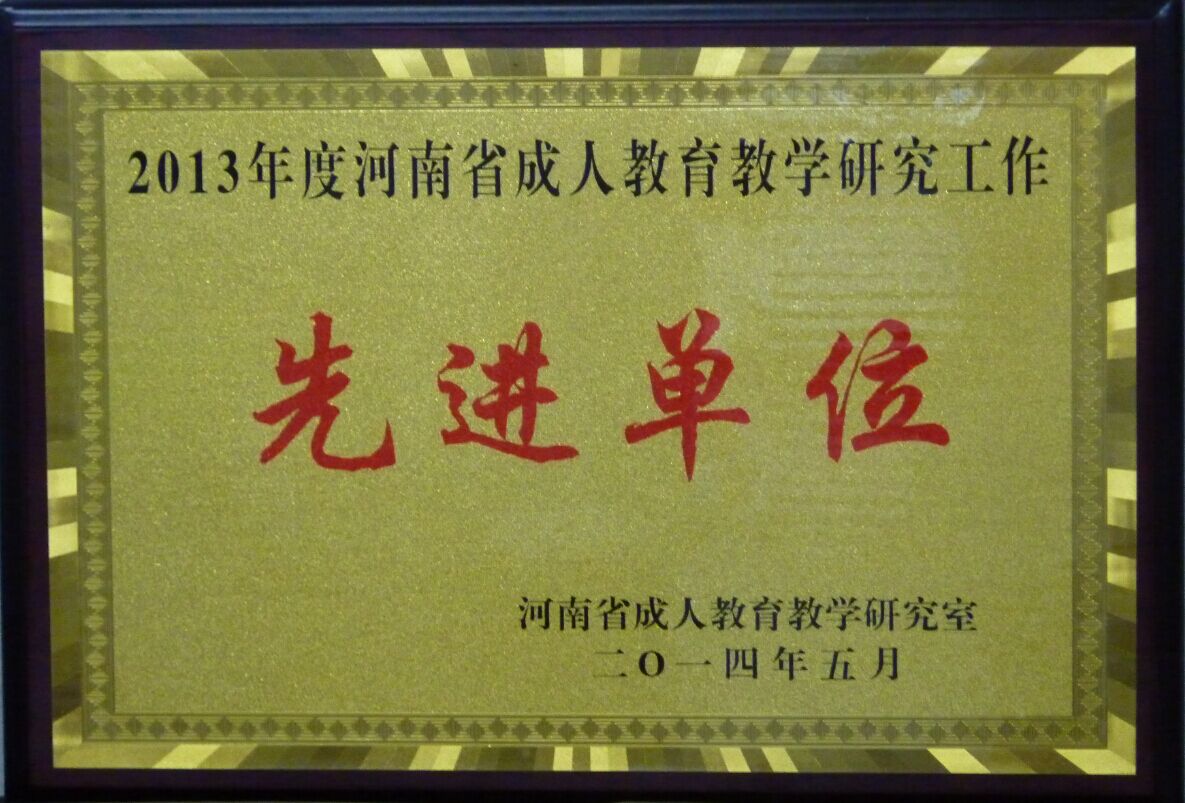 2013年度河南省成人教育教学研究工作
先进单位
河南省成人教育教学研究室
二O一四年五月